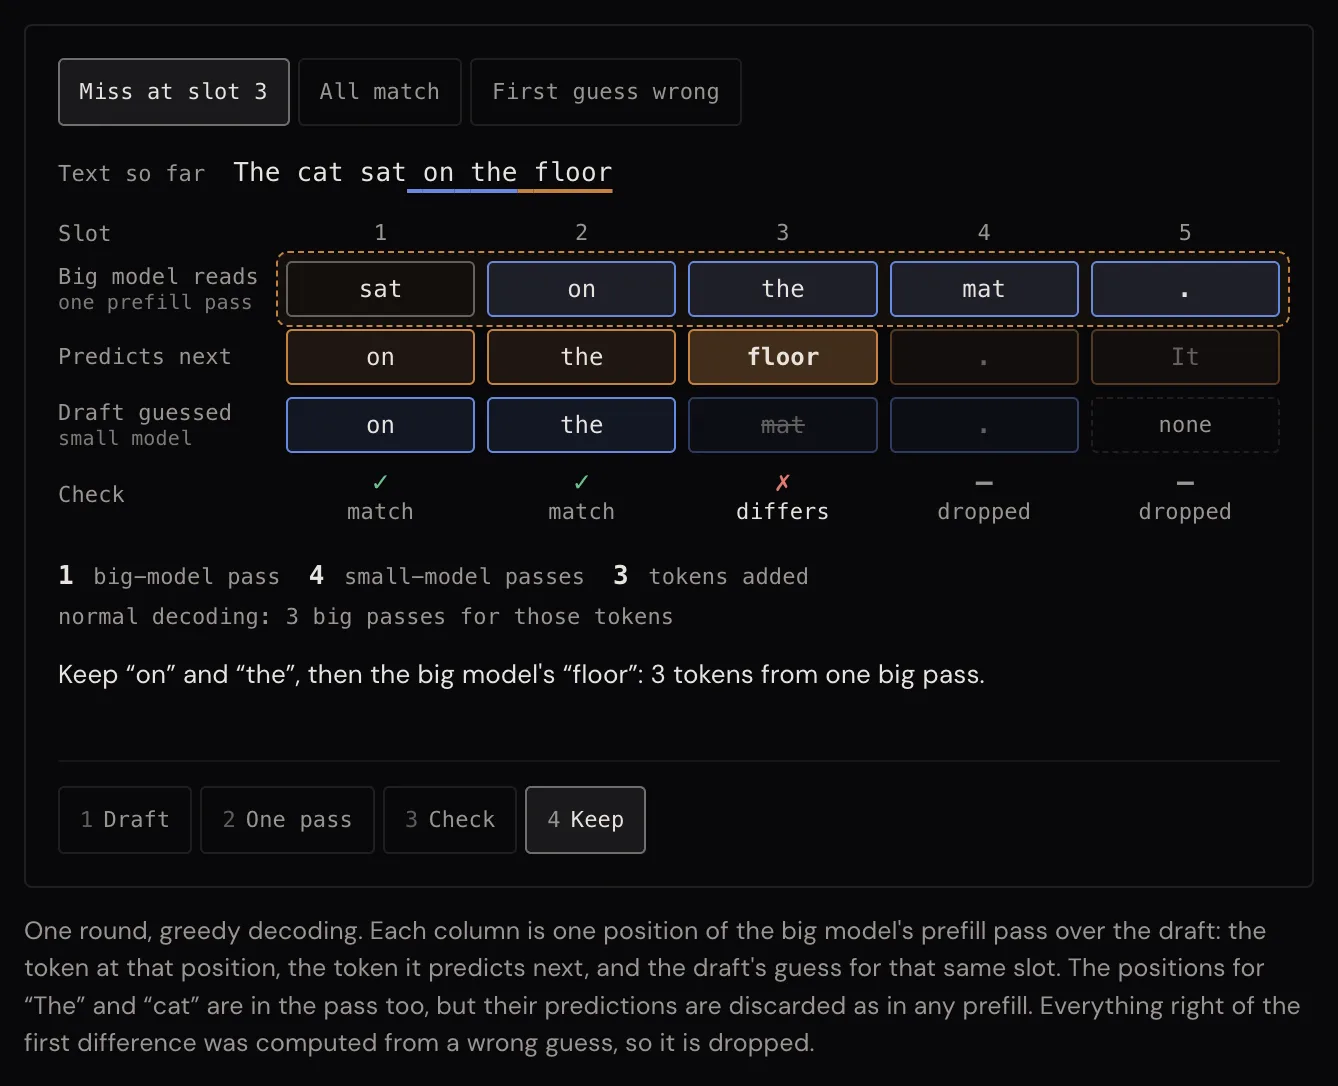 Miss at slot 3 All match First guess wrong
Text so far The cat sat on the floor
Slot 1 2 3 4 5
Big model reads sat on the mat .
one prefill pass
Predicts next on the floor . It
Draft guessed on the mat . none
small model
Check ✓ ✓ ✗ — —
match match differs dropped dropped
1 big-model pass 4 small-model passes 3 tokens added
normal decoding: 3 big passes for those tokens
Keep “on” and “the”, then the big model's “floor”: 3 tokens from one big pass.
1 Draft 2 One pass 3 Check 4 Keep
One round, greedy decoding. Each column is one position of the big model's prefill pass over the draft: the
token at that position, the token it predicts next, and the draft's guess for that same slot. The positions for
“The” and “cat” are in the pass too, but their predictions are discarded as in any prefill. Everything right of the
first difference was computed from a wrong guess, so it is dropped.